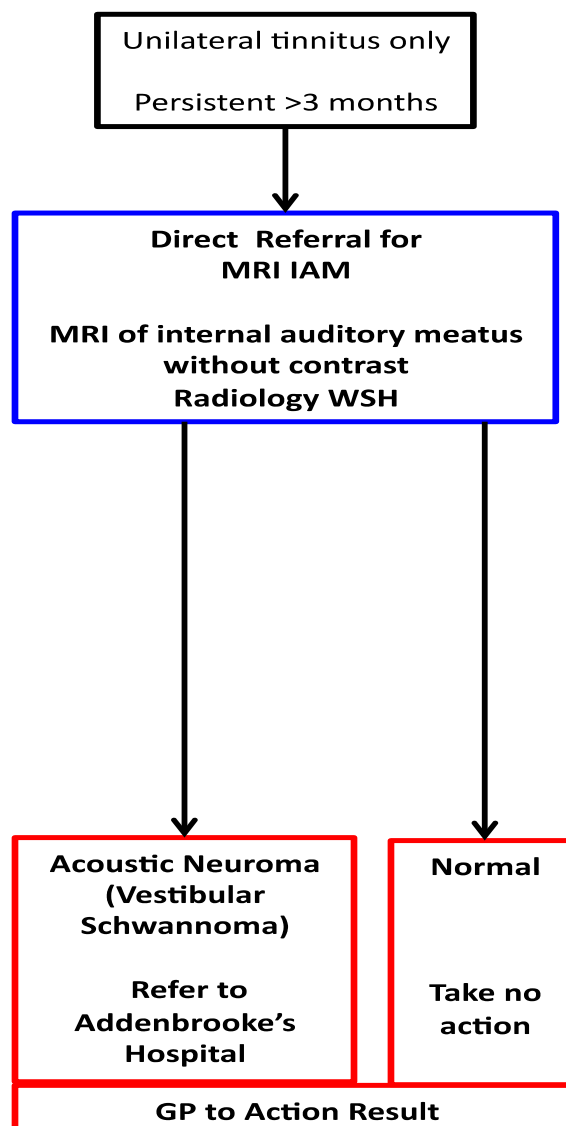 Unilateral tinnitus only
Persistent >3 months
Direct Referral for
MRI IAM
MRI of internal auditory meatus
without contrast
Radiology WSH
Acoustic Neuroma
(Vestibular
Schwannoma)
Refer to
Addenbrooke’s
Hospital
Normal
Take no
action
GP to Action Result